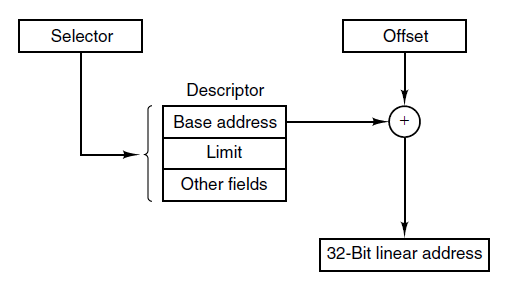 Selector
Offset
Descriptor
Base address
+
Limit
Other fields
32-Bit linear address